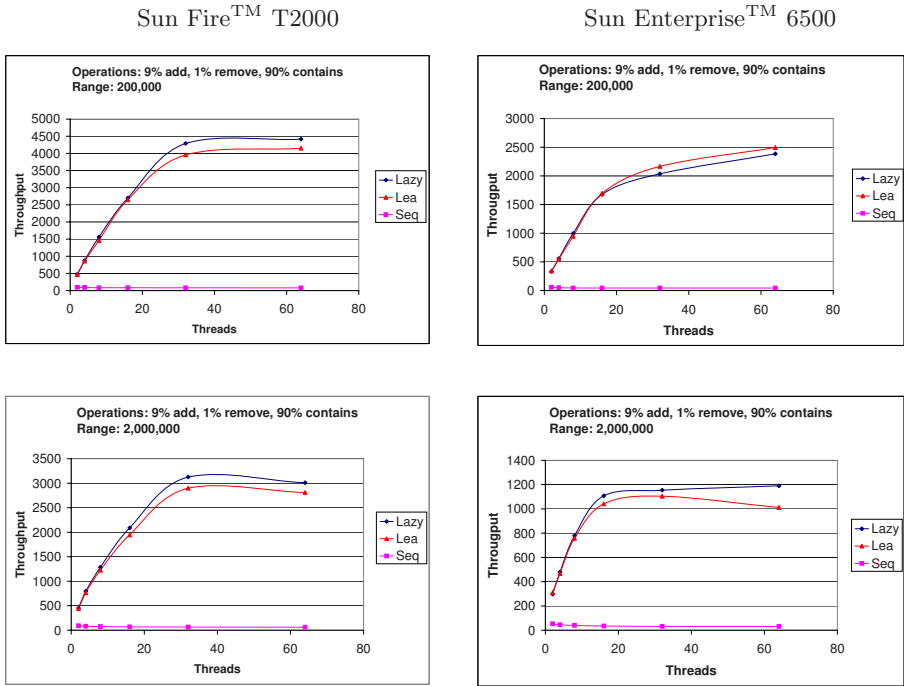 Sun Fire™ T2000
Sun Enterprise™ 6500
Operations: 9% add, 1% remove, 90% contains
Range: 200,000
5000
4500
4000
3500
3000
2500
2000
1500
1000
500
0
Throughput
0 20 40 60 80
Threads
Lazy
Lea
Seq
Operations: 9% add, 1% remove, 90% contains
Range: 200,000
3000
2500
2000
1500
1000
500
0
Througput
0 20 40 60 80
Threads
Lazy
Lea
Seq
Operations: 9% add, 1% remove, 90% contains
Range: 2,000,000
3500
3000
2500
2000
1500
1000
500
0
Throughput
0 20 40 60 80
Threads
Lazy
Lea
Seq
Operations: 9% add, 1% remove, 90% contains
Range: 2,000,000
1400
1200
1000
800
600
400
200
0
Througput
0 20 40 60 80
Threads
Lazy
Lea
Seq